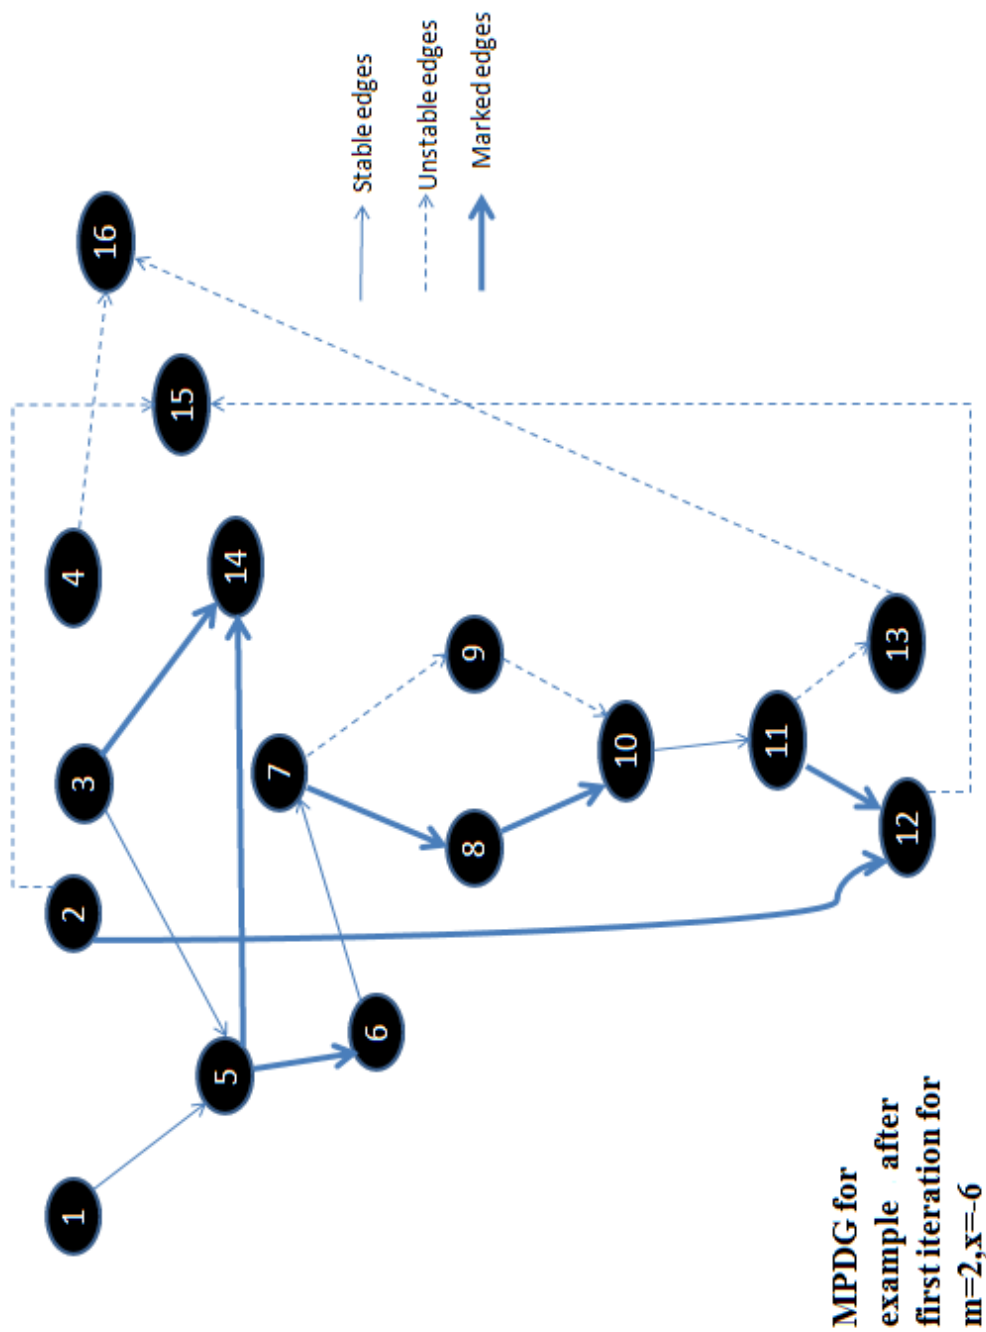 1
2
3
4
5
14
15
16
6
7
8
9
10
11
12
13
Stable edges
Unstable edges
Marked edges
MPDG for
example after
first iteration for
m=2,x=-6